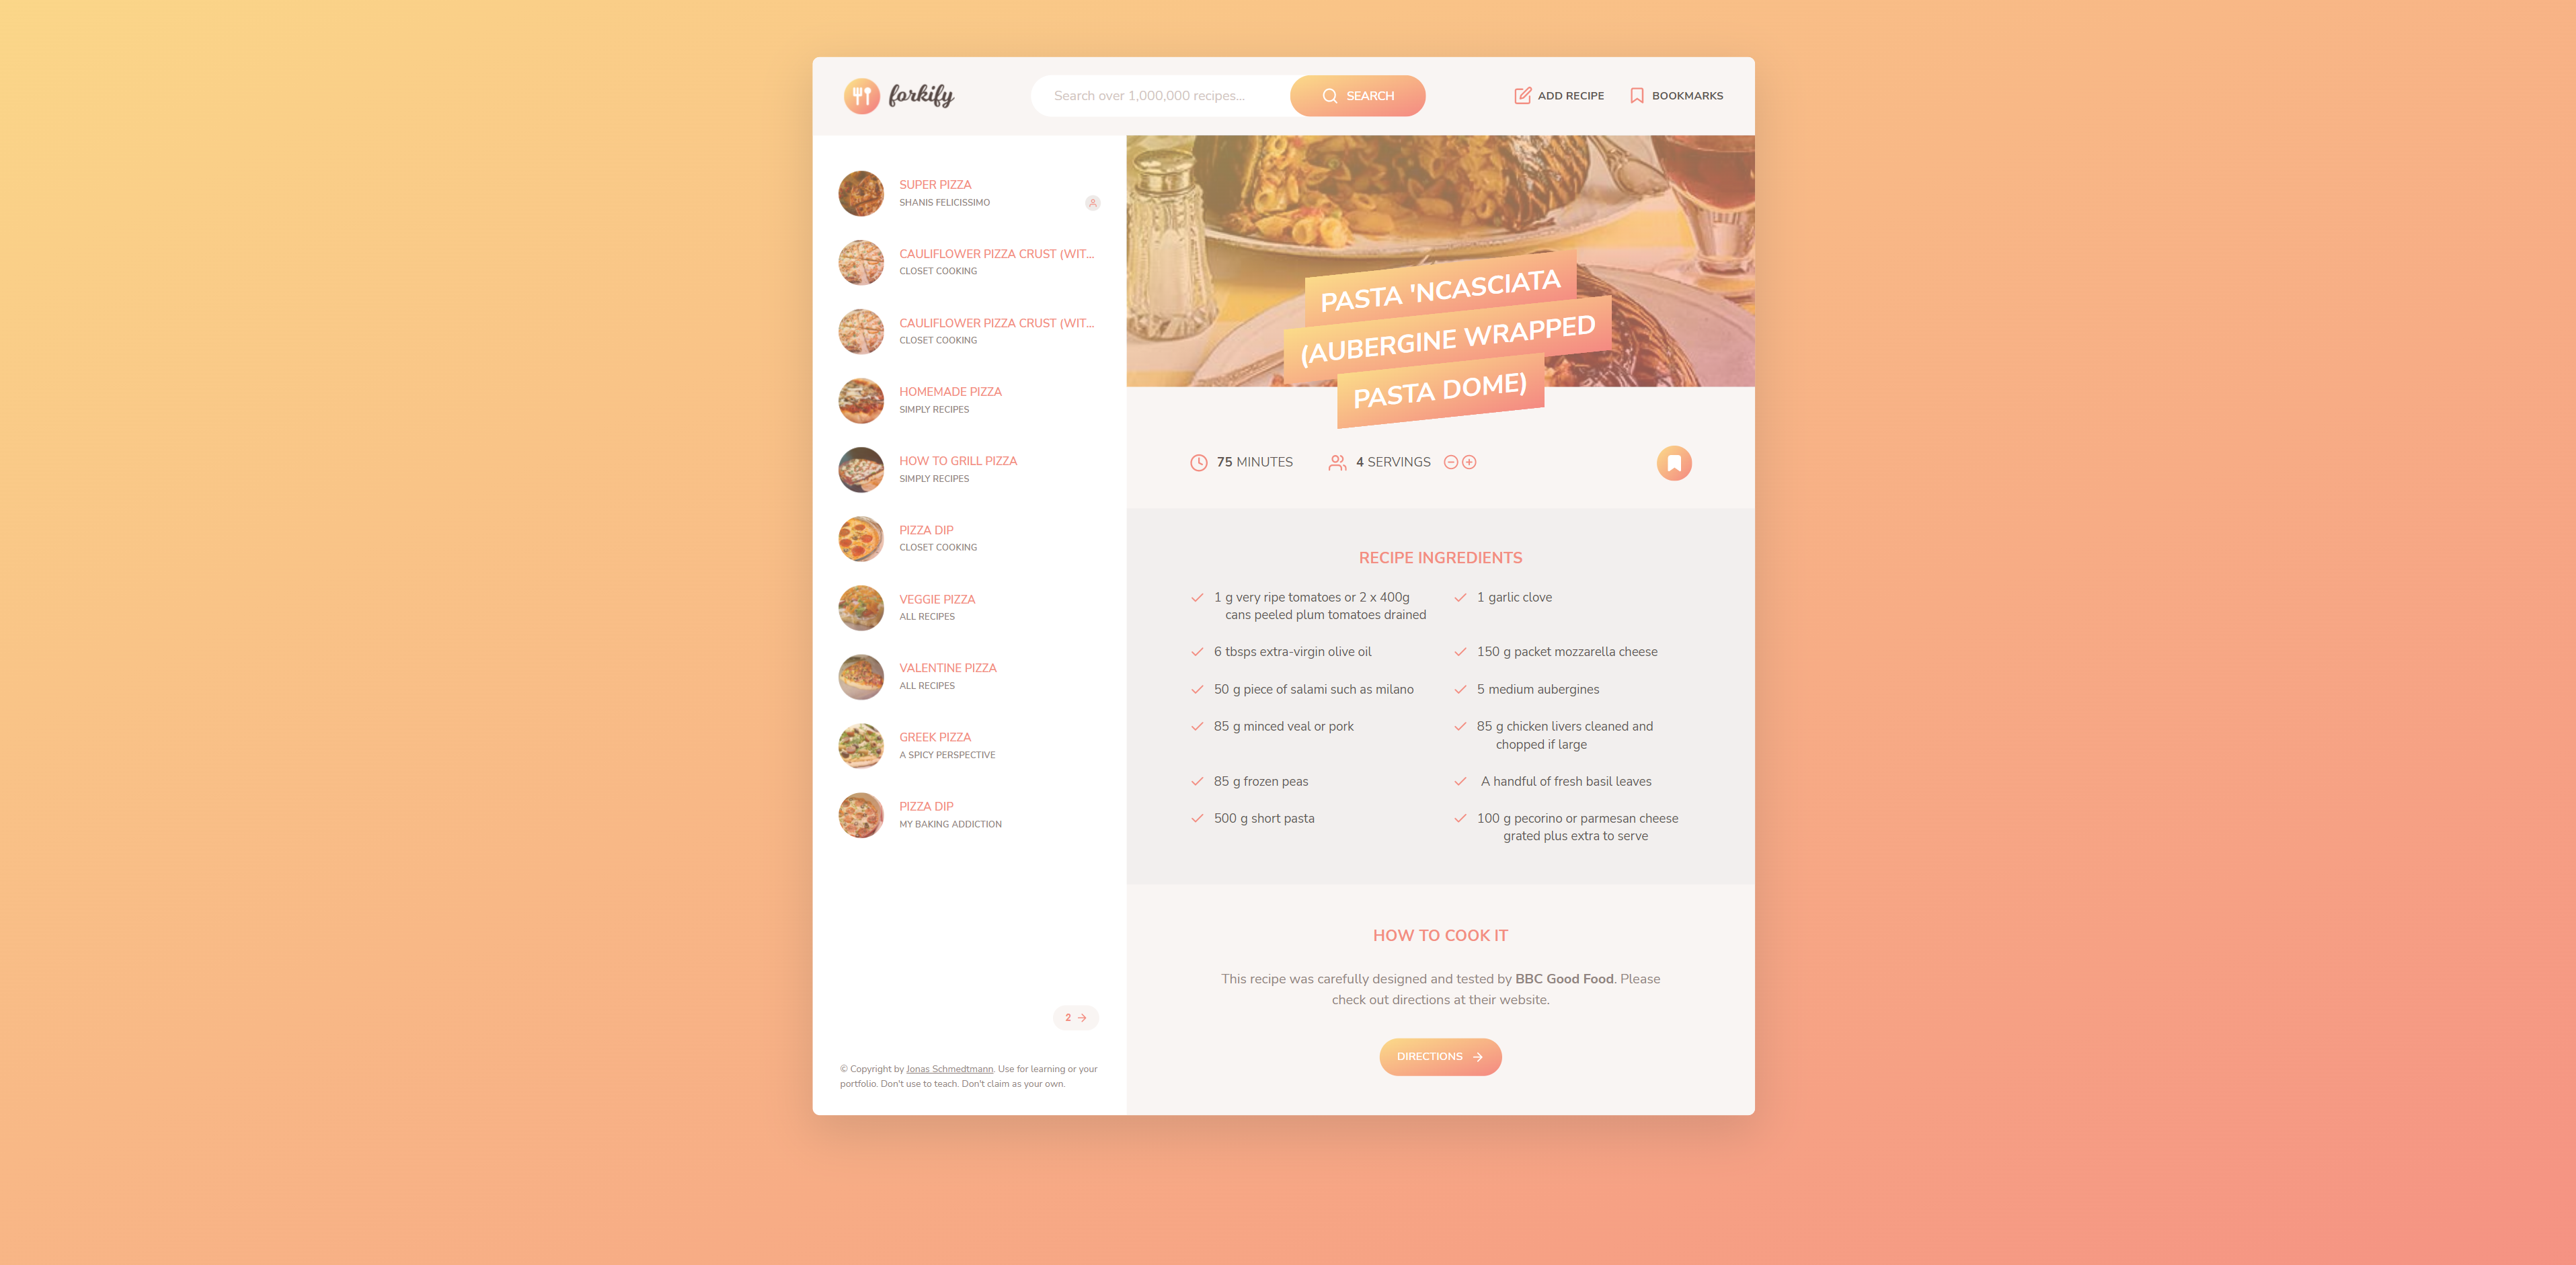 forkify
Search over 1,000,000 recipes...
SEARCH
ADD RECIPE
BOOKMARKS
SUPER PIZZA
SHANIS FELICISSIMO
CAULIFLOWER PIZZA CRUST (WIT...
CLOSET COOKING
CAULIFLOWER PIZZA CRUST (WIT...
CLOSET COOKING
HOMEMADE PIZZA
SIMPLY RECIPES
HOW TO GRILL PIZZA
SIMPLY RECIPES
PIZZA DIP
CLOSET COOKING
VEGGIE PIZZA
ALL RECIPES
VALENTINE PIZZA
ALL RECIPES
GREEK PIZZA
A SPICY PERSPECTIVE
PIZZA DIP
MY BAKING ADDICTION
2
© Copyright by Jonas Schmedtmann. Use for learning or your
portfolio. Don't use to teach. Don't claim as your own.
PASTA 'NCASCIATA
(AUBERGINE WRAPPED
PASTA DOME)
75 MINUTES
4 SERVINGS
RECIPE INGREDIENTS
1 g very ripe tomatoes or 2 x 400g
cans peeled plum tomatoes drained
1 garlic clove
6 tbsps extra-virgin olive oil
150 g packet mozzarella cheese
50 g piece of salami such as milano
5 medium aubergines
85 g minced veal or pork
85 g chicken livers cleaned and
chopped if large
85 g frozen peas
A handful of fresh basil leaves
500 g short pasta
100 g pecorino or parmesan cheese
grated plus extra to serve
HOW TO COOK IT
This recipe was carefully designed and tested by BBC Good Food. Please
check out directions at their website.
DIRECTIONS